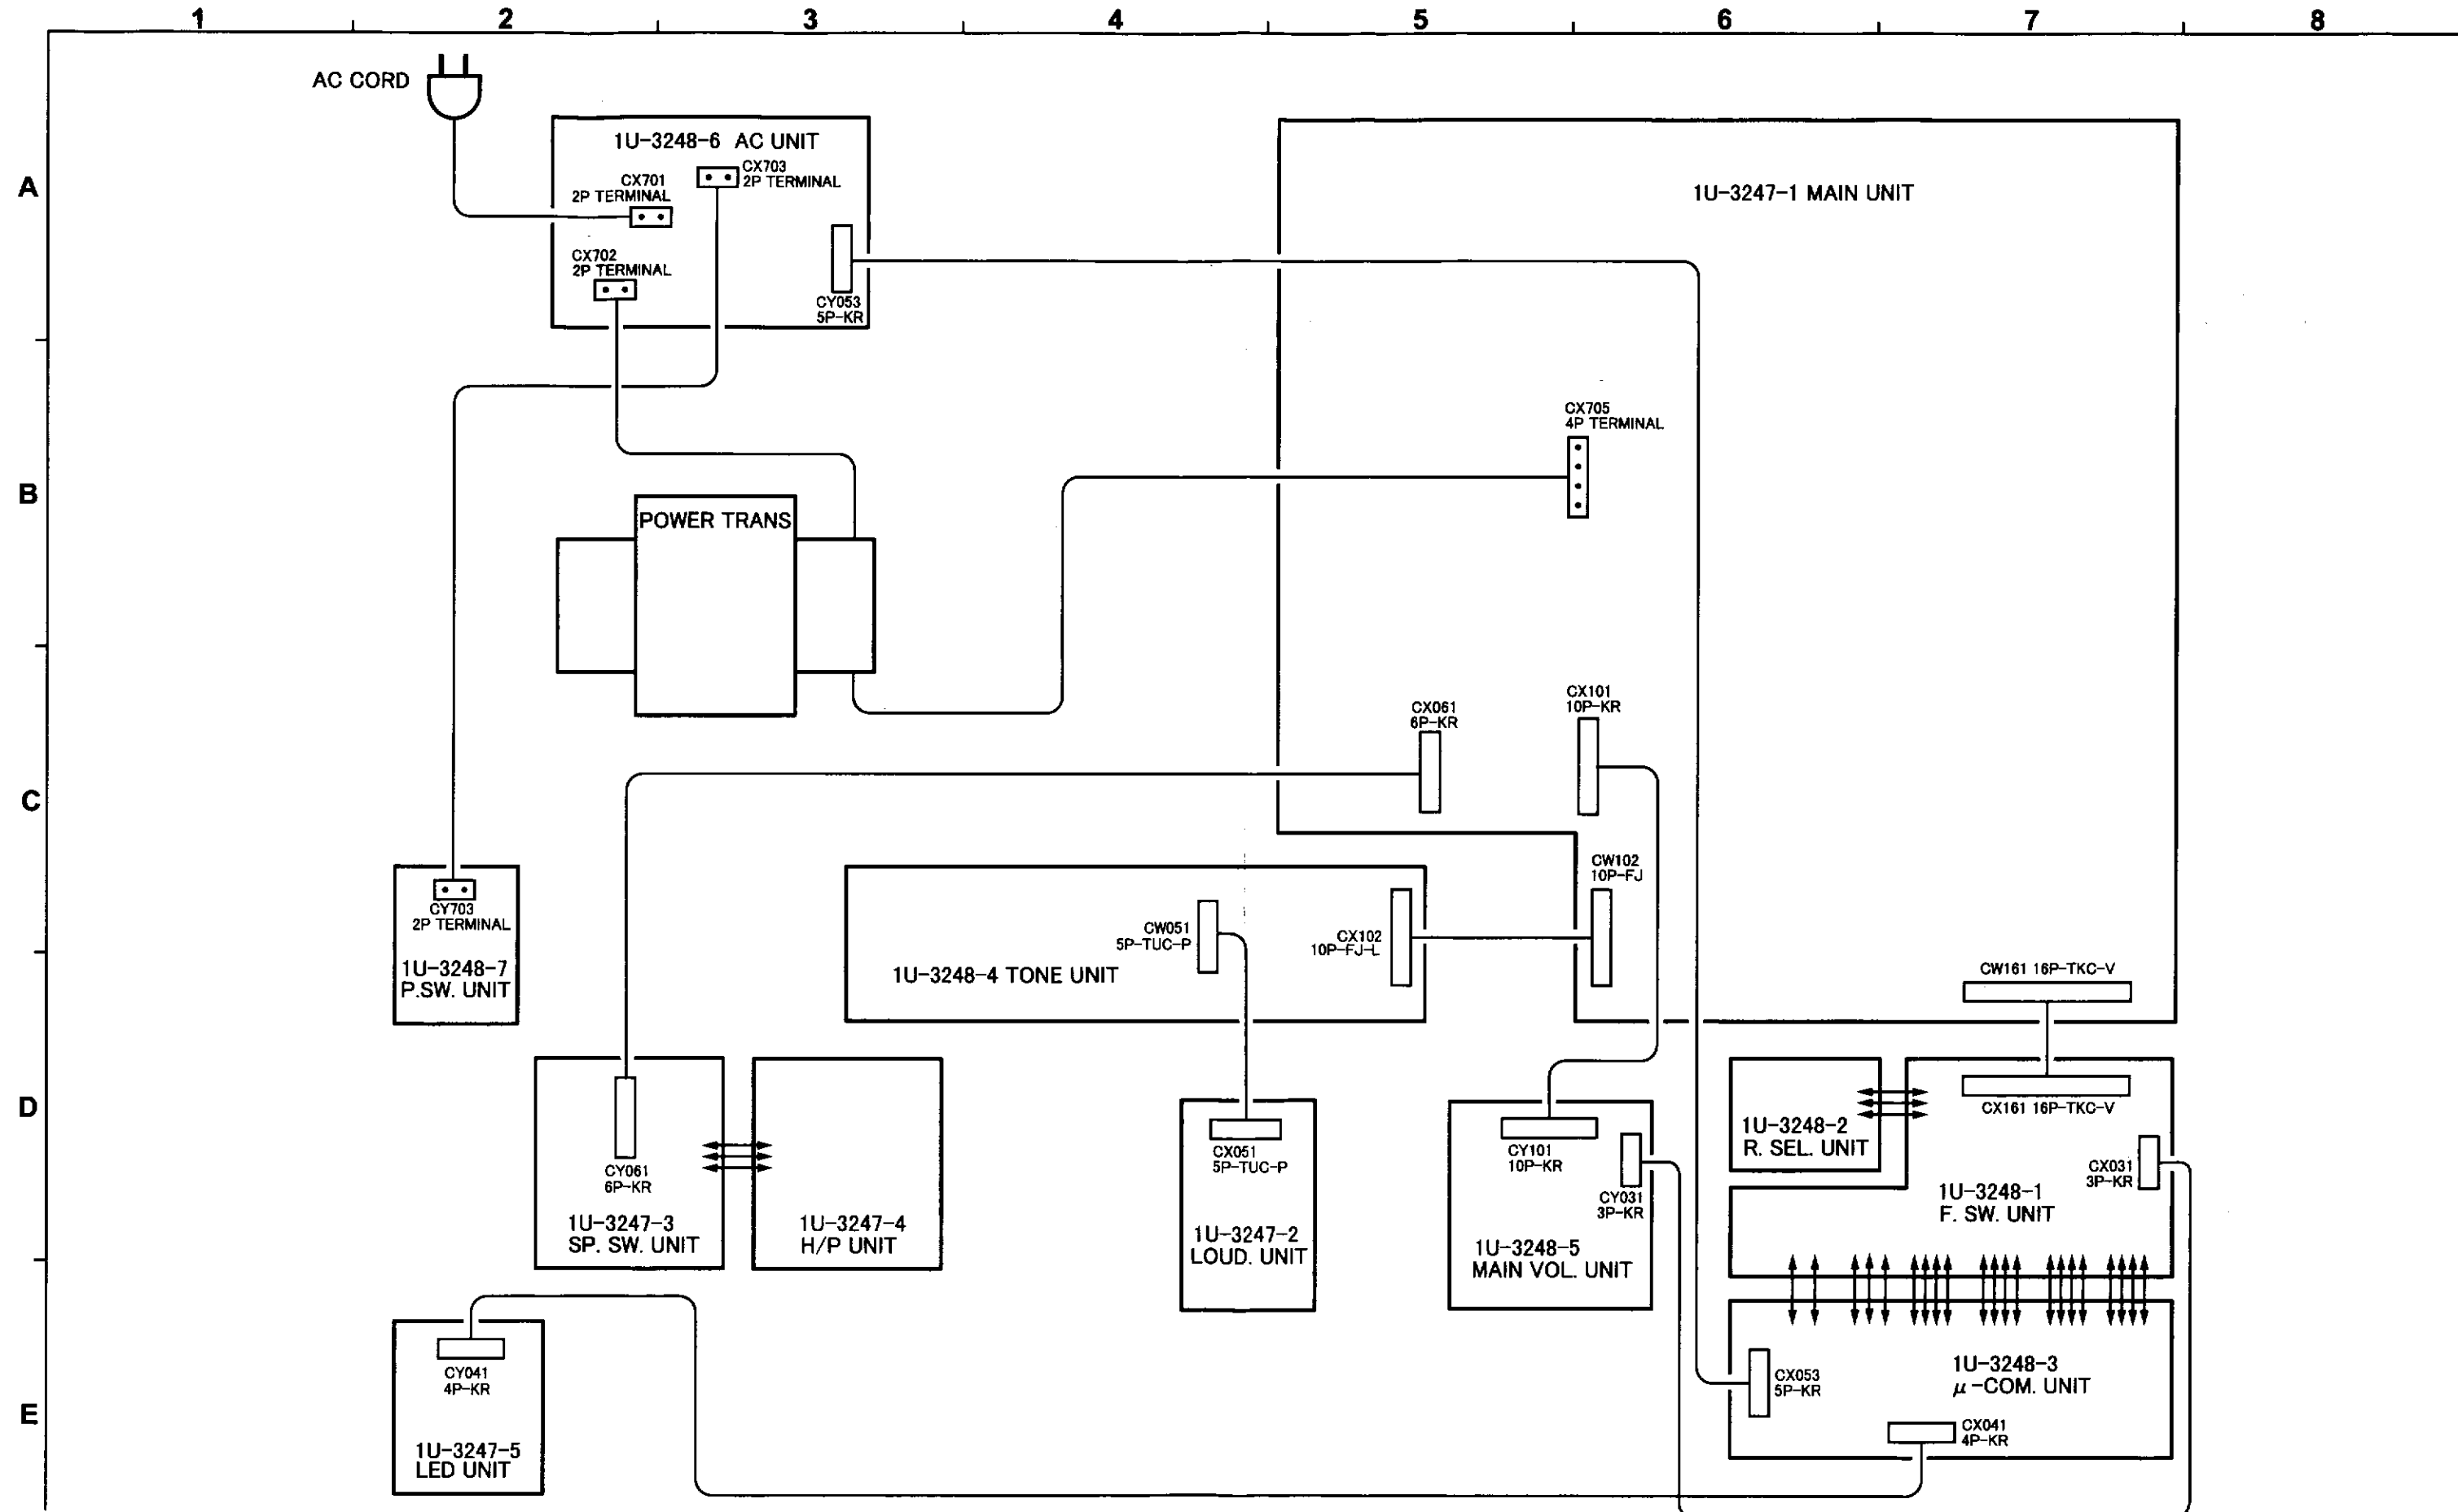 1 2 3 4 5 6 7 8
A
B
C
D
E
AC CORD
1U-3248-6 AC UNIT
CX703
2P TERMINAL
CX701
2P TERMINAL
CX702
2P TERMINAL
CY053
5P-KR
1U-3247-1 MAIN UNIT
CX705
4P TERMINAL
POWER TRANS
CX061
6P-KR
CX101
10P-KR
CW102
10P-FJ
CY703
2P TERMINAL
1U-3248-7
P.SW. UNIT
CW051
5P-TUC-P
CX102
10P-FJ-L
1U-3248-4 TONE UNIT
CW161 16P-TKC-V
CX161 16P-TKC-V
1U-3248-2
R. SEL. UNIT
CX031
3P-KR
1U-3248-1
F. SW. UNIT
CY061
6P-KR
1U-3247-3
SP. SW. UNIT
1U-3247-4
H/P UNIT
CX051
5P-TUC-P
1U-3247-2
LOUD. UNIT
CY101
10P-KR
CY031
3P-KR
1U-3248-5
MAIN VOL. UNIT
CY041
4P-KR
1U-3247-5
LED UNIT
CX053
5P-KR
1U-3248-3
μ-COM. UNIT
CX041
4P-KR